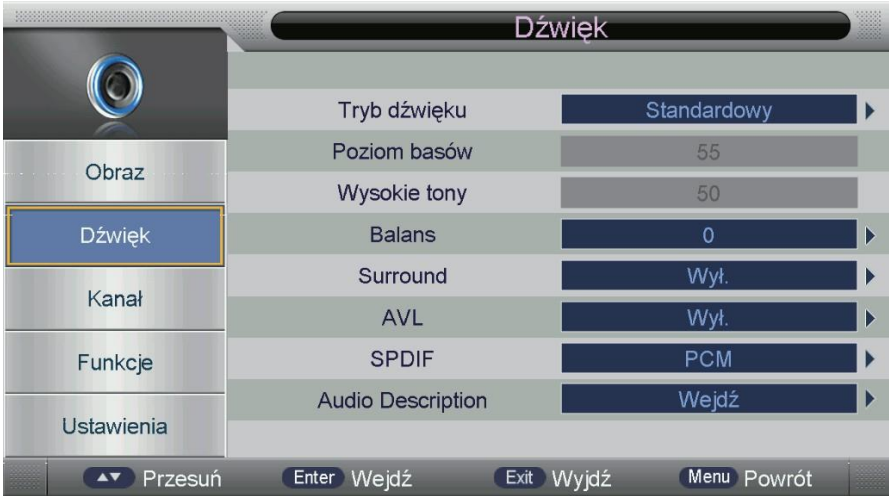 Dźwięk
Obraz
Dźwięk
Kanał
Funkcje
Ustawienia
Tryb dźwięku Standardowy
Poziom basów 55
Wysokie tony 50
Balans 0
Surround Wył.
AVL Wył.
SPDIF PCM
Audio Description Wejdź
Przesuń Enter Wejdź Exit Wyjdź Menu Powrót